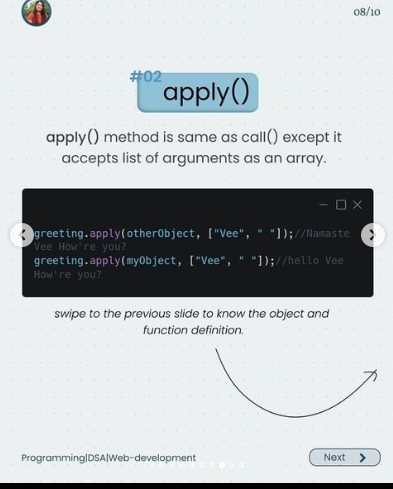 08/10
#02
apply()
apply() method is same as call() except it
accepts list of arguments as an array.
greeting.apply(otherObject, ["Vee", " "]);//Namaste
Vee How're you?
greeting.apply(myObject, ["Vee", " "]);//hello Vee
How're you?
swipe to the previous slide to know the object and
function definition.
Programming|DSA|Web-development
Next